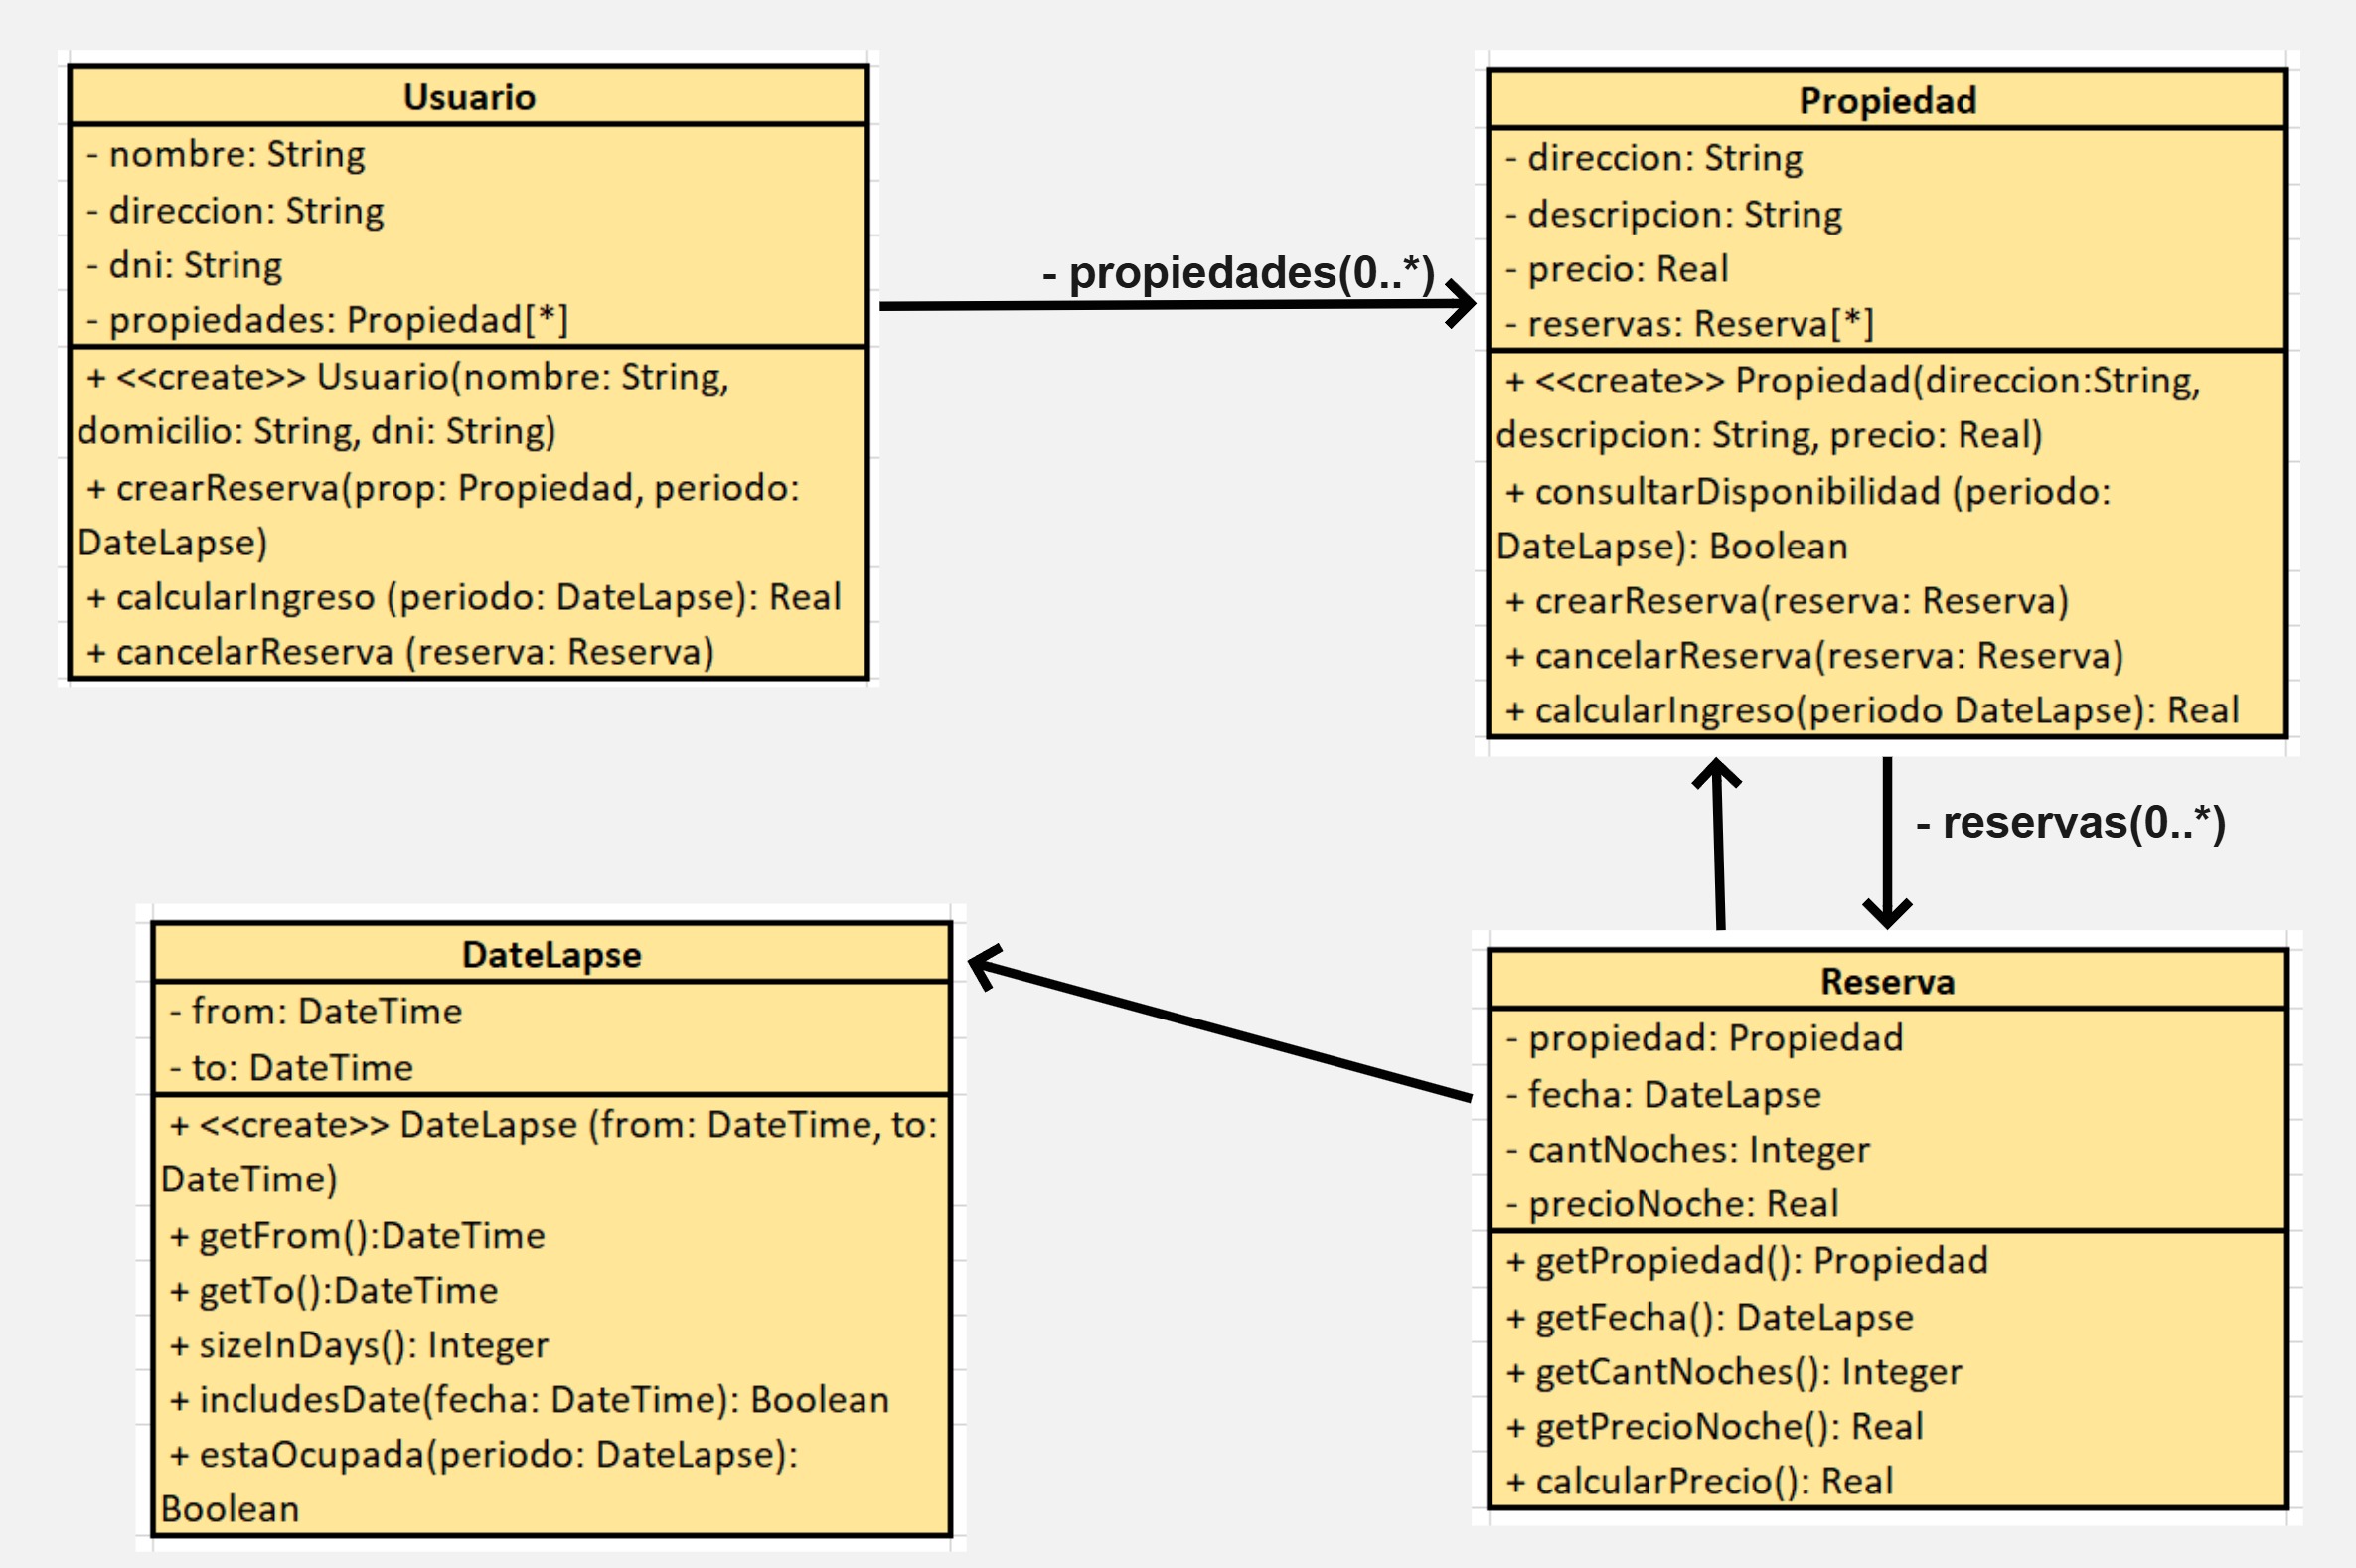 Usuario
- nombre: String
- direccion: String
- dni: String
- propiedades: Propiedad[*]
+ <<create>> Usuario(nombre: String,
domicilio: String, dni: String)
+ crearReserva(prop: Propiedad, periodo:
DateLapse)
+ calcularIngreso (periodo: DateLapse): Real
+ cancelarReserva (reserva: Reserva)
- propiedades(0..*)
Propiedad
- direccion: String
- descripcion: String
- precio: Real
- reservas: Reserva[*]
+ <<create>> Propiedad(direccion:String,
descripcion: String, precio: Real)
+ consultarDisponibilidad (periodo:
DateLapse): Boolean
+ crearReserva(reserva: Reserva)
+ cancelarReserva(reserva: Reserva)
+ calcularIngreso(periodo DateLapse): Real
- reservas(0..*)
DateLapse
- from: DateTime
- to: DateTime
+ <<create>> DateLapse (from: DateTime, to:
DateTime)
+ getFrom():DateTime
+ getTo():DateTime
+ sizeInDays(): Integer
+ includesDate(fecha: DateTime): Boolean
+ estaOcupada(periodo: DateLapse):
Boolean
Reserva
- propiedad: Propiedad
- fecha: DateLapse
- cantNoches: Integer
- precioNoche: Real
+ getPropiedad(): Propiedad
+ getFecha(): DateLapse
+ getCantNoches(): Integer
+ getPrecioNoche(): Real
+ calcularPrecio(): Real